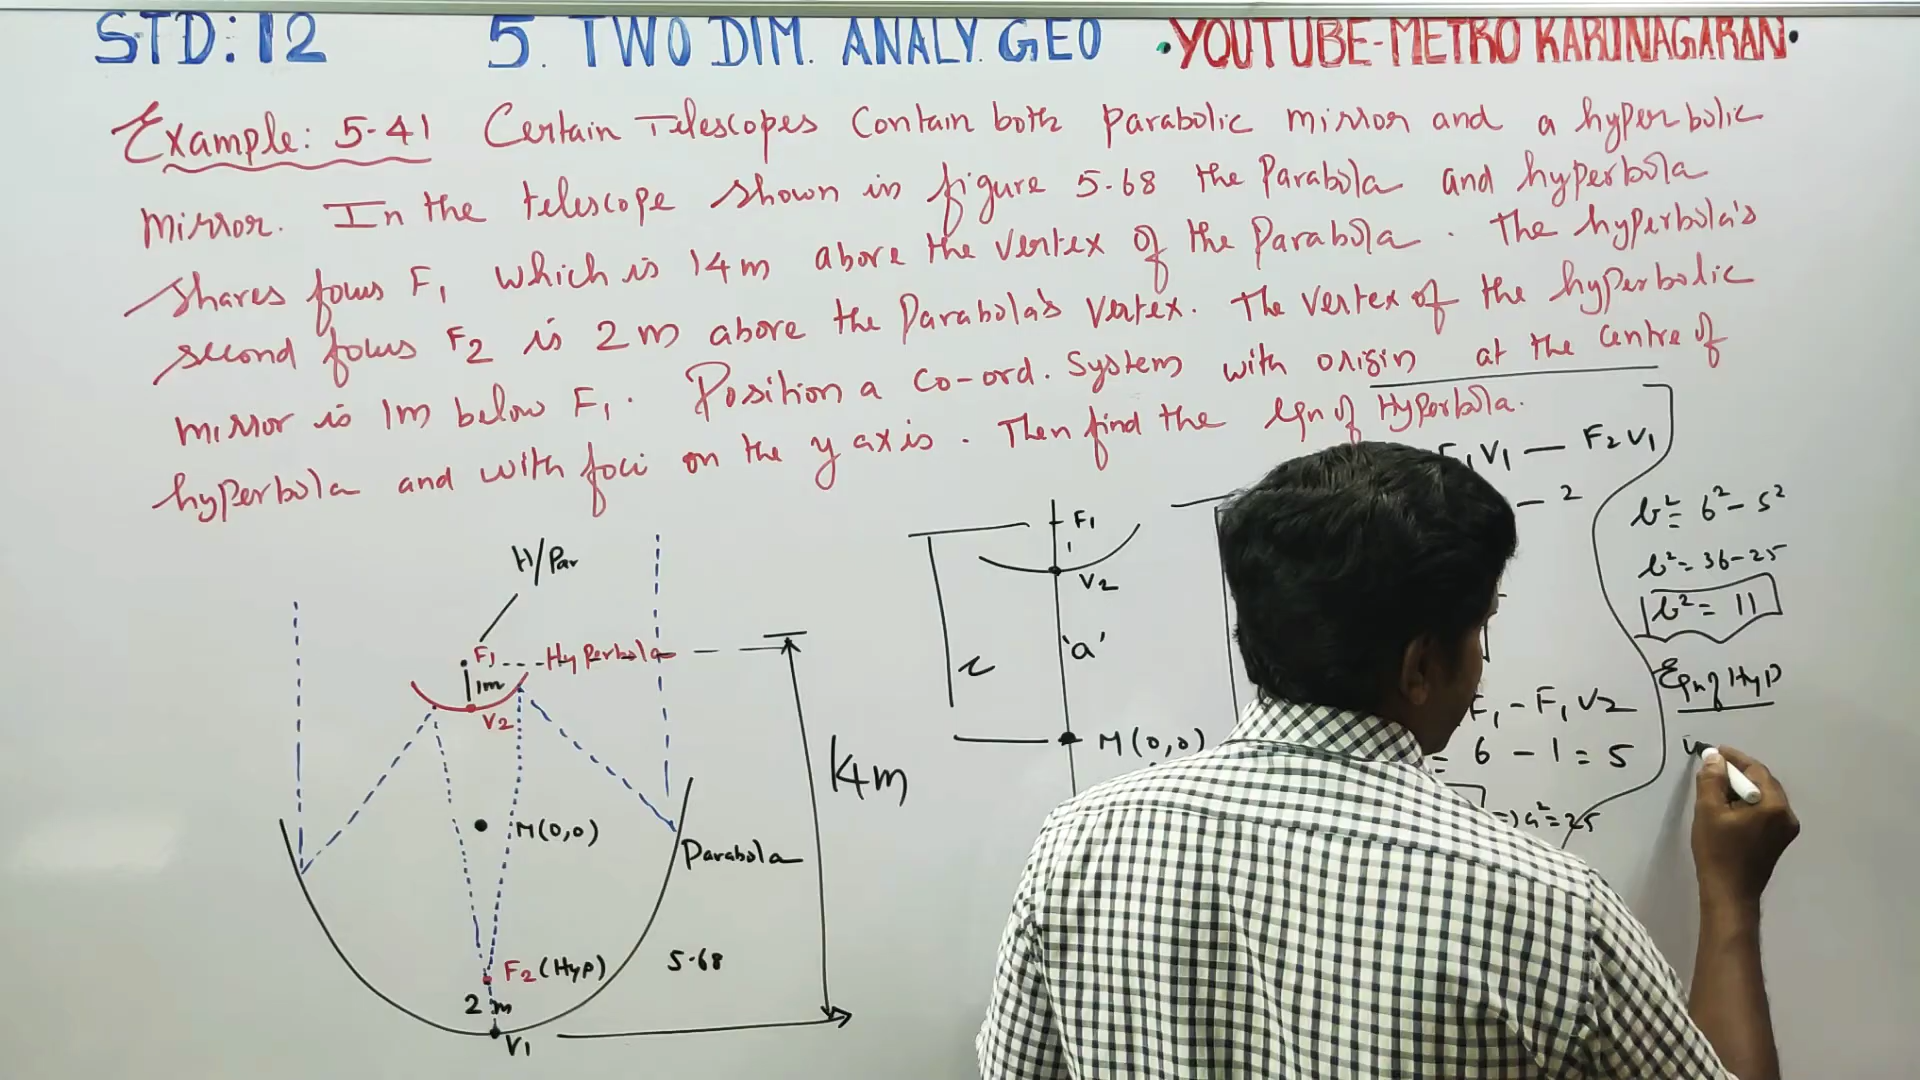 STD: 12 5. TWO DIM. ANALY. GEO • YOUTUBE-METRO KARUNAGARAN •
Example: 5-41 Certain Telescopes Contain both parabolic mirror and a hyperbolic
mirror. In the telescope shown in figure 5.68 the Parabola and hyperbola
shares focus F1 which is 14m above the vertex of the Parabola. The hyperbola's
second focus F2 is 2m above the Parabola's vertex. The vertex of the hyperbolic
mirror is 1m below F1. Position a co-ord. system with origin at the centre of
hyperbola and with foci on the y axis. Then find the Eqn of Hyperbola.
H/Par
F1 Hyperbola
1m
V2
14m
M(0,0)
Parabola
F2 (Hyp)
5.68
2 m
V1
F1
1
V2
'a'
c
M(0,0)
F1V1 — F2V1
— 2
F1 - F1V2
= 6 - 1 = 5
a²=25
b² = 6² - 5²
b² = 36-25
b² = 11
Eqn of Hyp